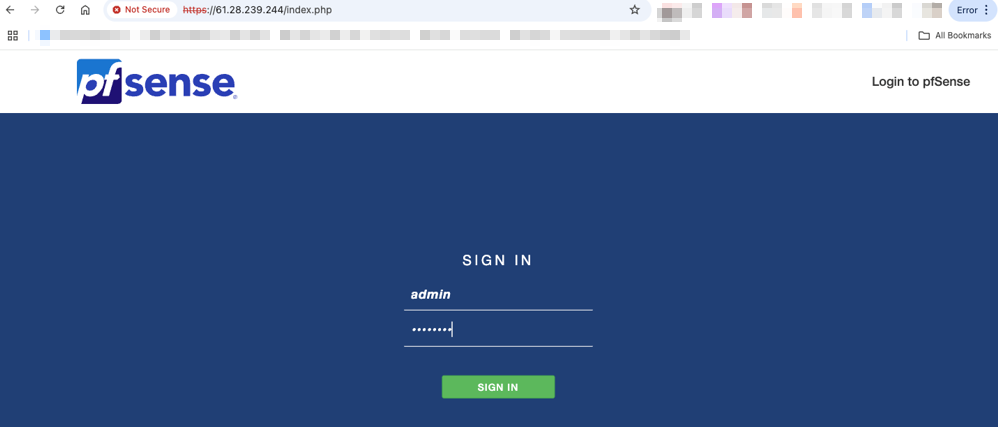 Not Secure https://61.28.239.244/index.php Error
All Bookmarks
pfsense®
Login to pfSense
SIGN IN
admin
••••••••
SIGN IN